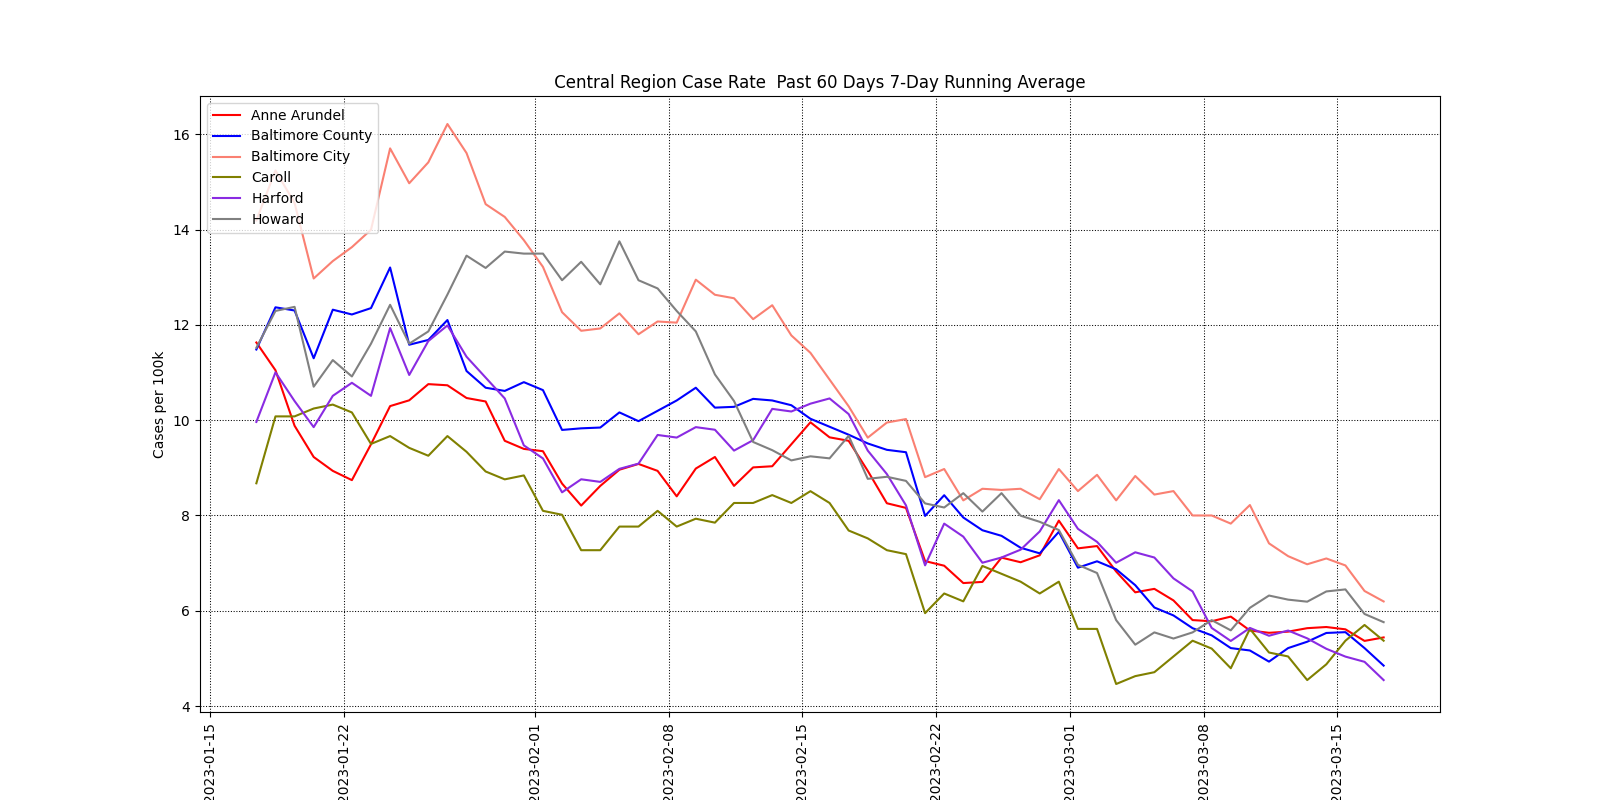 Central Region Case Rate  Past 60 Days 7-Day Running Average
Anne Arundel
Baltimore County
Baltimore City
Caroll
Harford
Howard
Cases per 100k
16
14
12
10
8
6
4
2023-01-15
2023-01-22
2023-02-01
2023-02-08
2023-02-15
2023-02-22
2023-03-01
2023-03-08
2023-03-15